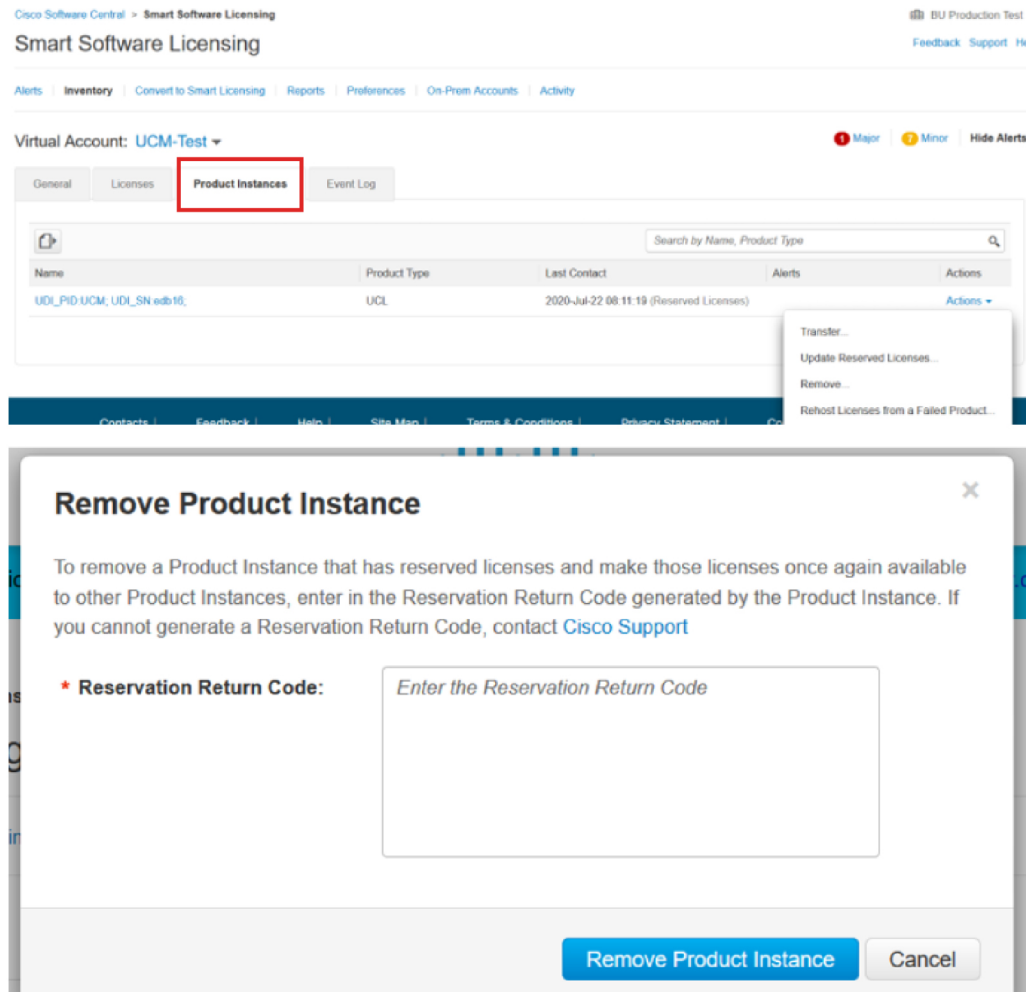 Cisco Software Central > Smart Software Licensing
BU Production Test
Smart Software Licensing
Feedback Support He
Alerts | Inventory | Convert to Smart Licensing | Reports | Preferences | On-Prem Accounts | Activity
Virtual Account: UCM-Test
1 Major | 7 Minor | Hide Alerts
General Licenses Product Instances Event Log
Search by Name, Product Type
Name Product Type Last Contact Alerts Actions
UDI_PID:UCM; UDI_SN:edb16; UCL 2020-Jul-22 08:11:19 (Reserved Licenses) Actions
Transfer...
Update Reserved Licenses...
Remove...
Rehost Licenses from a Failed Product...
Contacts | Feedback | Help | Site Map | Terms & Conditions | Privacy Statement | Co
Remove Product Instance
To remove a Product Instance that has reserved licenses and make those licenses once again available
to other Product Instances, enter in the Reservation Return Code generated by the Product Instance. If
you cannot generate a Reservation Return Code, contact Cisco Support
* Reservation Return Code:
Enter the Reservation Return Code
Remove Product Instance Cancel